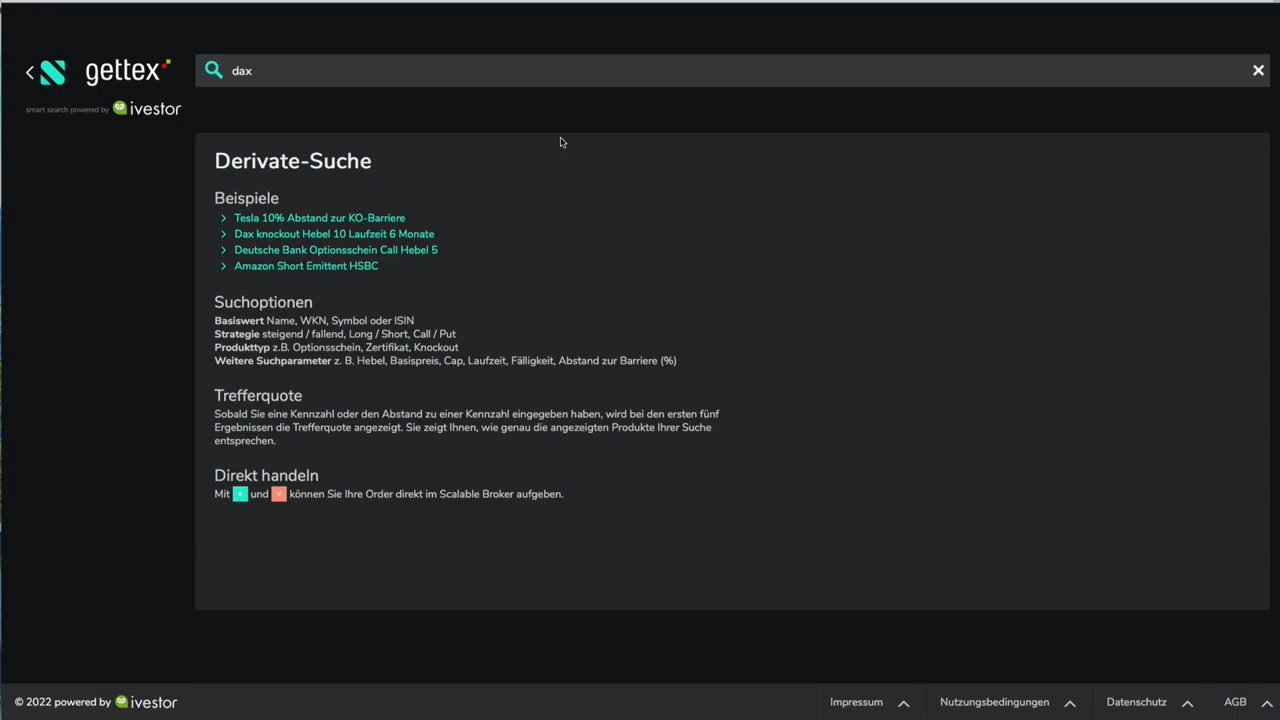 gettex
dax
smart search powered by ivestor
Derivate-Suche
Beispiele
Tesla 10% Abstand zur KO-Barriere
Dax knockout Hebel 10 Laufzeit 6 Monate
Deutsche Bank Optionsschein Call Hebel 5
Amazon Short Emittent HSBC
Suchoptionen
Basiswert Name, WKN, Symbol oder ISIN
Strategie steigend / fallend, Long / Short, Call / Put
Produkttyp z.B. Optionsschein, Zertifikat, Knockout
Weitere Suchparameter z. B. Hebel, Basispreis, Cap, Laufzeit, Fälligkeit, Abstand zur Barriere (%)
Trefferquote
Sobald Sie eine Kennzahl oder den Abstand zu einer Kennzahl eingegeben haben, wird bei den ersten fünf
Ergebnissen die Trefferquote angezeigt. Sie zeigt Ihnen, wie genau die angezeigten Produkte Ihrer Suche
entsprechen.
Direkt handeln
Mit und können Sie Ihre Order direkt im Scalable Broker aufgeben.
© 2022 powered by ivestor
Impressum
Nutzungsbedingungen
Datenschutz
AGB